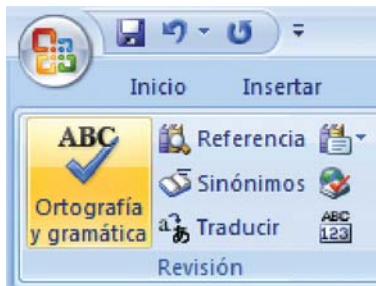 Inicio Insertar
ABC
Ortografía
y gramática
Referencia
Sinónimos
Traducir
ABC
123
Revisión